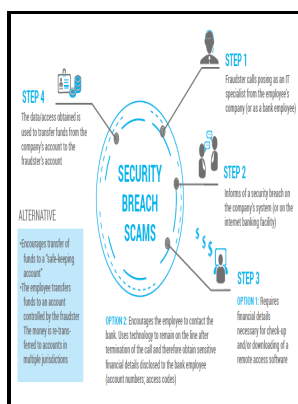 STEP 1
Fraudster calls posing as an IT
specialist from the employee's
company (or as a bank employee)
STEP 2
Informs of a security breach on
the company's system (or on the
internet banking facility)
STEP 3
OPTION 1: Requires
financial details
necessary for check-up
and/or downloading of a
remote access software
OPTION 2: Encourages the employee to contact the
bank. Uses technology to remain on the line after
termination of the call and therefore obtain sensitive
financial details disclosed to the bank employee
(account numbers; access codes)
STEP 4
The data/access obtained is
used to transfer funds from the
company's account to the
fraudster's account
ALTERNATIVE
•Encourages transfer of
funds to a "safe-keeping
account"
•The employee transfers
funds to an account
controlled by the fraudster
The money is re-trans-
ferred to accounts in
multiple jurisdictions
SECURITY
BREACH
SCAMS
$ $ $